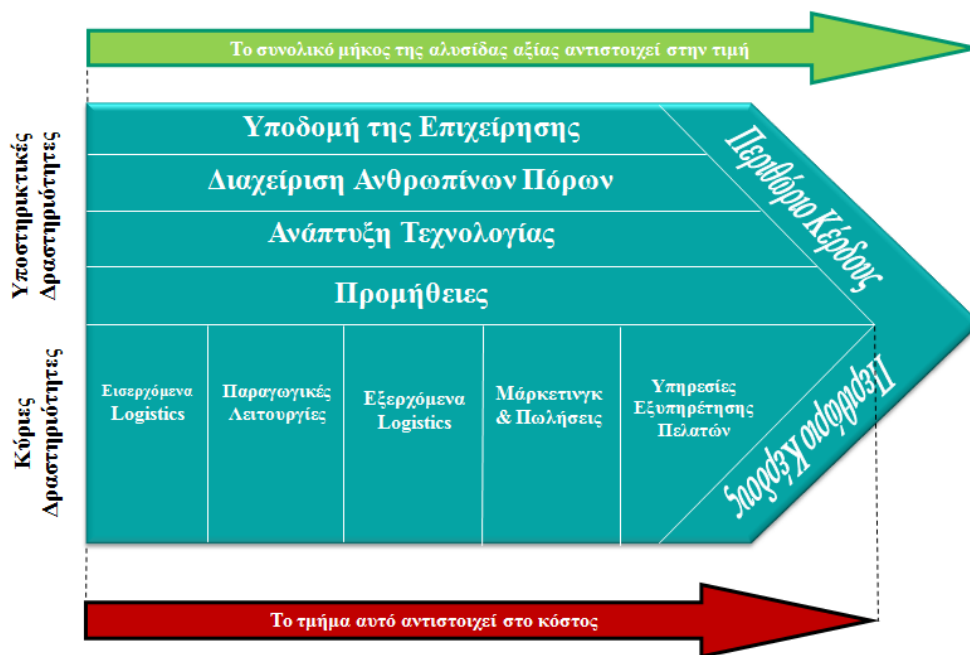 Το συνολικό μήκος της αλυσίδας αξίας αντιστοιχεί στην τιμή
Υποστηρικτικές
Δραστηριότητες
Υποδομή της Επιχείρησης
Διαχείριση Ανθρωπίνων Πόρων
Ανάπτυξη Τεχνολογίας
Προμήθειες
Περιθώριο Κέρδους
Κύριες
Δραστηριότητες
Εισερχόμενα
Logistics
Παραγωγικές
Λειτουργίες
Εξερχόμενα
Logistics
Μάρκετινγκ
& Πωλήσεις
Υπηρεσίες
Εξυπηρέτησης
Πελατών
Περιθώριο Κέρδους
Το τμήμα αυτό αντιστοιχεί στο κόστος